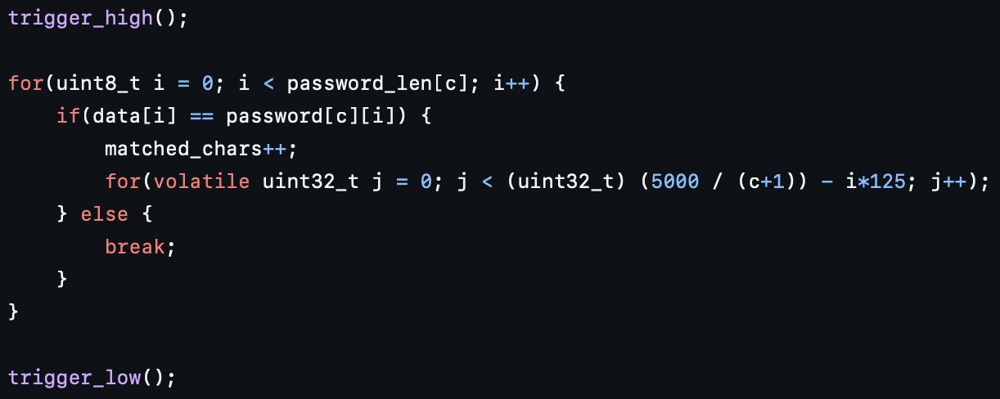 trigger_high();
for(uint8_t i = 0; i < password_len[c]; i++) {
if(data[i] == password[c][i]) {
matched_chars++;
for(volatile uint32_t j = 0; j < (uint32_t) (5000 / (c+1)) - i*125; j++);
} else {
break;
}
}
trigger_low();